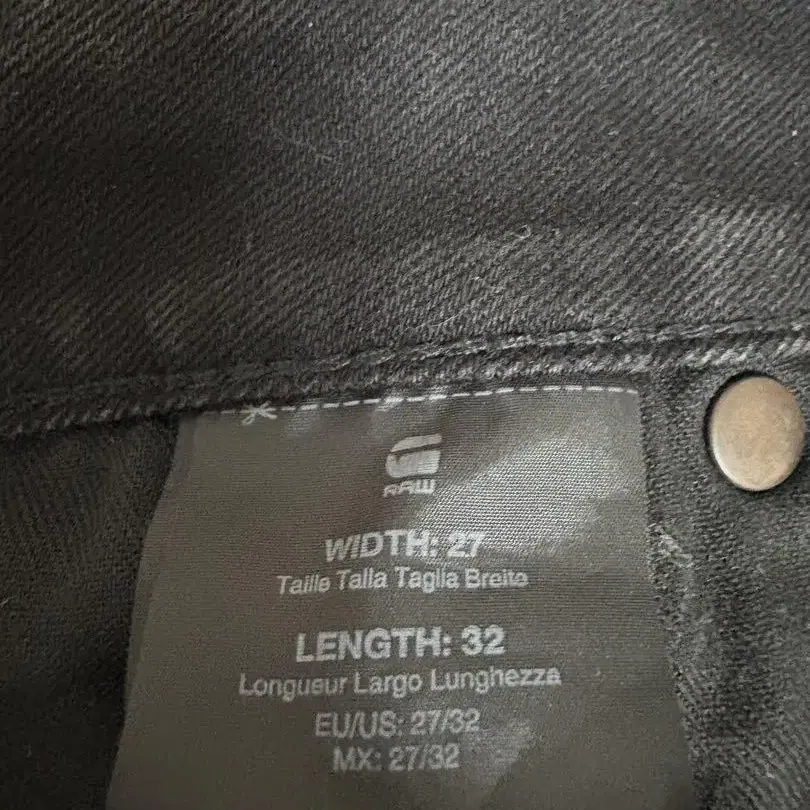 RAW
WIDTH: 27
Taille Talla Taglia Breite
LENGTH: 32
Longueur Largo Lunghezza
EU/US: 27/32
MX: 27/32